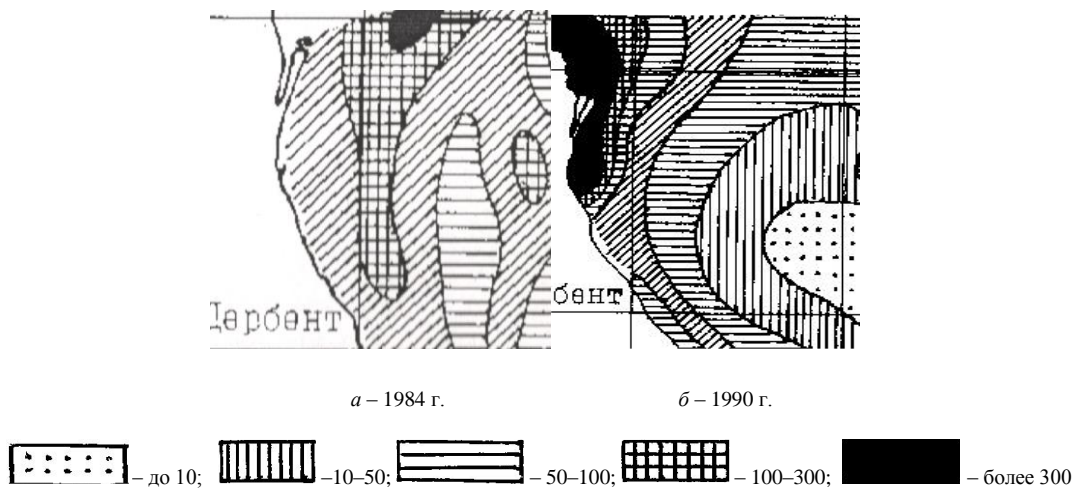 Дербент
бент
а – 1984 г.
б – 1990 г.
– до 10; –10–50; – 50–100; – 100–300; – более 300